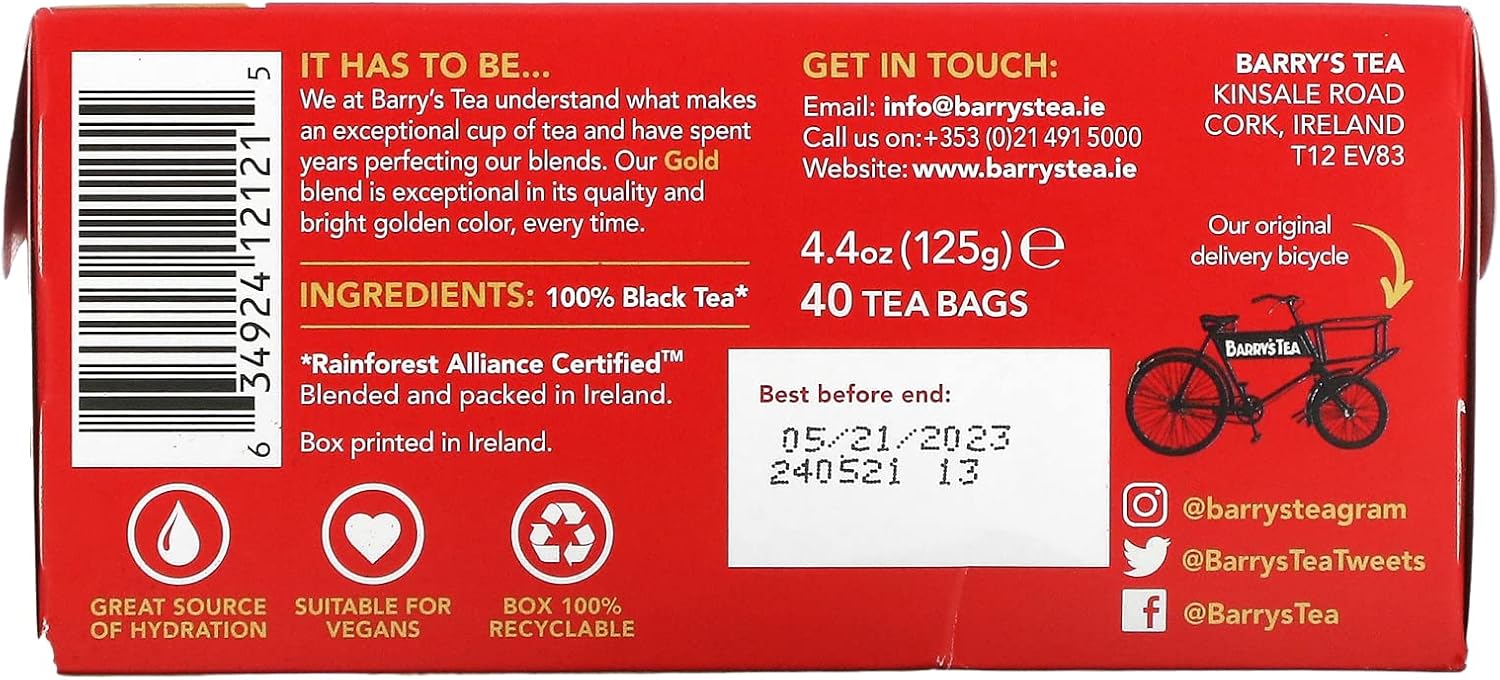 6 34924 12121 5
IT HAS TO BE...
We at Barry's Tea understand what makes
an exceptional cup of tea and have spent
years perfecting our blends. Our Gold
blend is exceptional in its quality and
bright golden color, every time.
INGREDIENTS: 100% Black Tea*
*Rainforest Alliance Certified™
Blended and packed in Ireland.
Box printed in Ireland.
GREAT SOURCE
OF HYDRATION
SUITABLE FOR
VEGANS
BOX 100%
RECYCLABLE
GET IN TOUCH:
Email: info@barrystea.ie
Call us on:+353 (0)21 491 5000
Website: www.barrystea.ie
4.4oz (125g) ℮
40 TEA BAGS
Best before end:
05/21/2023
240521 13
BARRY'S TEA
KINSALE ROAD
CORK, IRELAND
T12 EV83
Our original
delivery bicycle
BARRY'S TEA
@barrysteagram
@BarrysTeaTweets
@BarrysTea